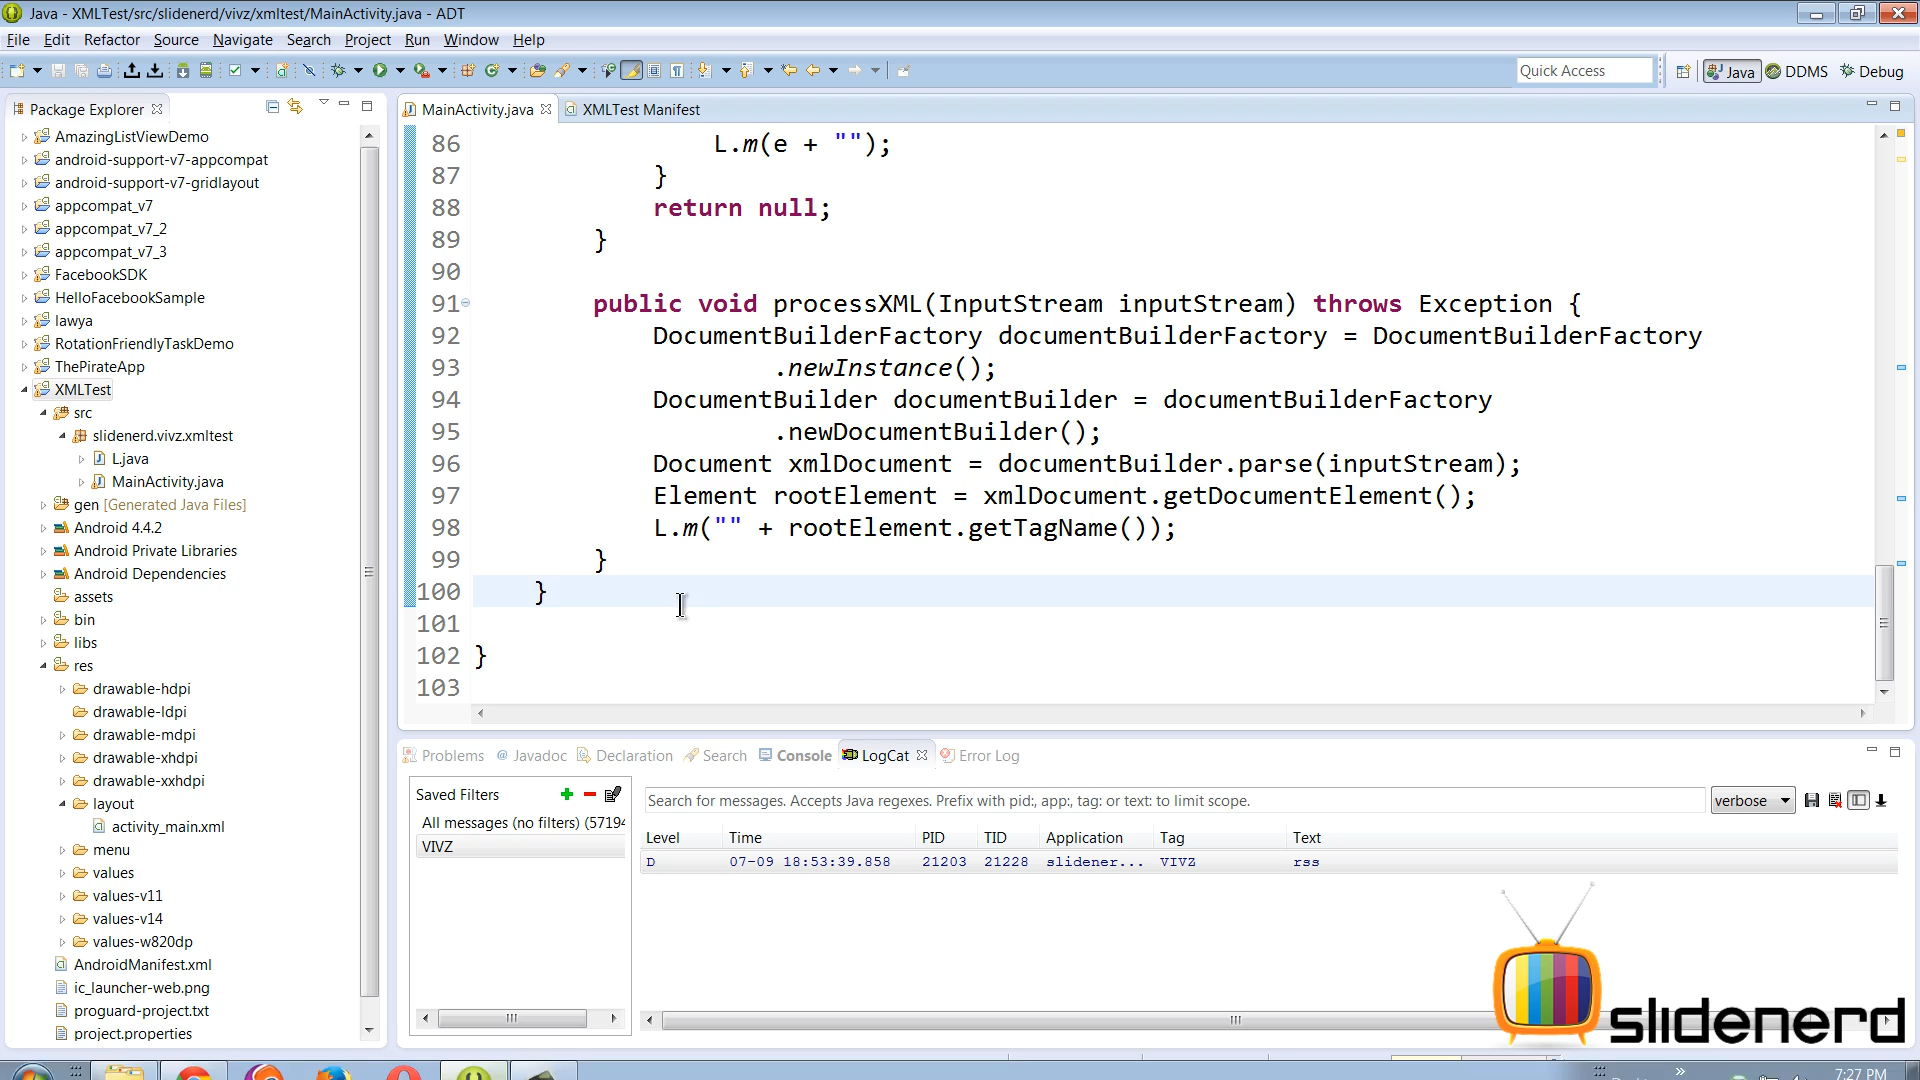 Java - XMLTest/src/slidenerd/vivz/xmltest/MainActivity.java - ADT
File Edit Refactor Source Navigate Search Project Run Window Help
Quick Access
Java
DDMS
Debug
Package Explorer
AmazingListViewDemo
android-support-v7-appcompat
android-support-v7-gridlayout
appcompat_v7
appcompat_v7_2
appcompat_v7_3
FacebookSDK
HelloFacebookSample
lawya
RotationFriendlyTaskDemo
ThePirateApp
XMLTest
src
slidenerd.vivz.xmltest
L.java
MainActivity.java
gen [Generated Java Files]
Android 4.4.2
Android Private Libraries
Android Dependencies
assets
bin
libs
res
drawable-hdpi
drawable-ldpi
drawable-mdpi
drawable-xhdpi
drawable-xxhdpi
layout
activity_main.xml
menu
values
values-v11
values-v14
values-w820dp
AndroidManifest.xml
ic_launcher-web.png
proguard-project.txt
project.properties
MainActivity.java
XMLTest Manifest
86 L.m(e + "");
87 }
88 return null;
89 }
90
91 public void processXML(InputStream inputStream) throws Exception {
92 DocumentBuilderFactory documentBuilderFactory = DocumentBuilderFactory
93 .newInstance();
94 DocumentBuilder documentBuilder = documentBuilderFactory
95 .newDocumentBuilder();
96 Document xmlDocument = documentBuilder.parse(inputStream);
97 Element rootElement = xmlDocument.getDocumentElement();
98 L.m("" + rootElement.getTagName());
99 }
100 }
101
102 }
103
Problems @ Javadoc Declaration Search Console LogCat Error Log
Saved Filters
All messages (no filters) (57194
VIVZ
Search for messages. Accepts Java regexes. Prefix with pid:, app:, tag: or text: to limit scope.
verbose
Level Time PID TID Application Tag Text
D 07-09 18:53:39.858 21203 21228 slidener... VIVZ rss
slidenerd
7:27 PM